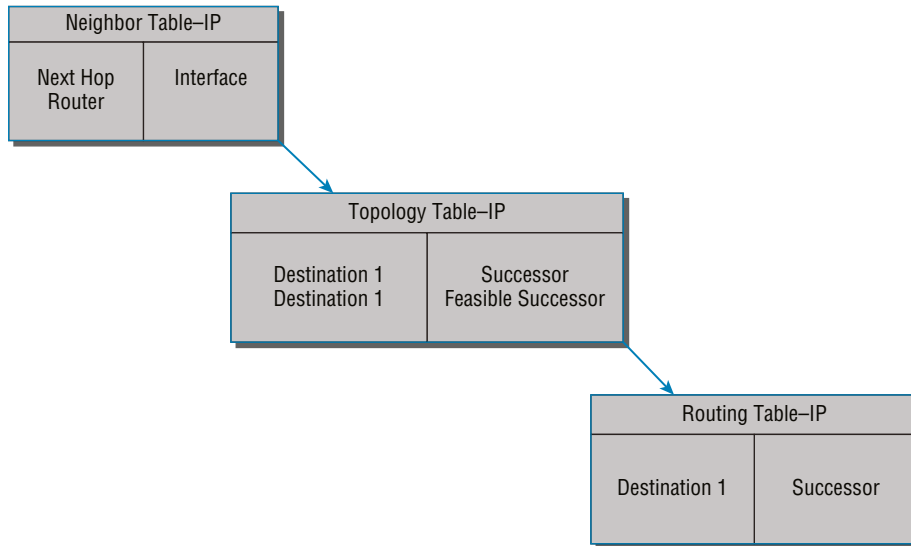 Neighbor Table–IP
Next Hop
Router
Interface
Topology Table–IP
Destination 1
Destination 1
Successor
Feasible Successor
Routing Table–IP
Destination 1
Successor